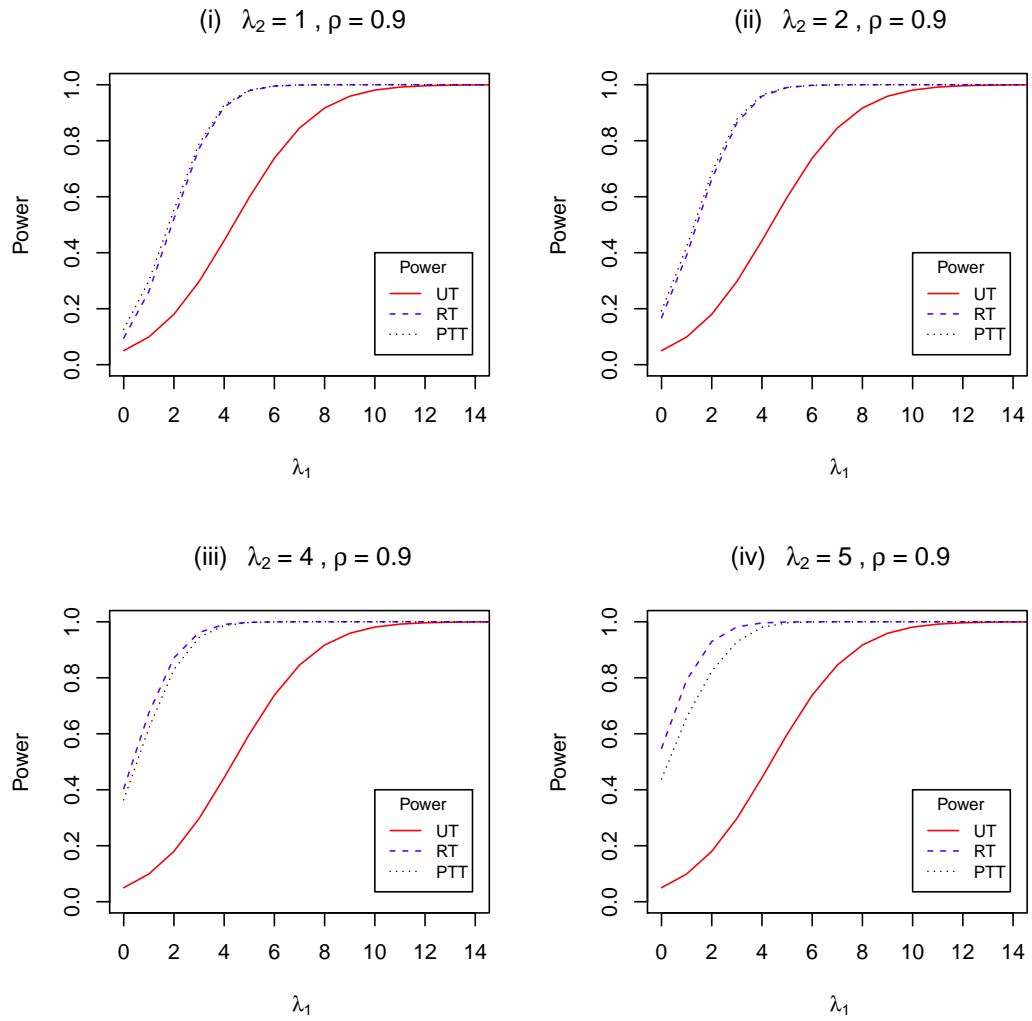 (i) λ₂ = 1 , ρ = 0.9
Power
0.0 0.2 0.4 0.6 0.8 1.0
Power
UT
RT
PTT
0 2 4 6 8 10 12 14
λ₁
(ii) λ₂ = 2 , ρ = 0.9
Power
0.0 0.2 0.4 0.6 0.8 1.0
Power
UT
RT
PTT
0 2 4 6 8 10 12 14
λ₁
(iii) λ₂ = 4 , ρ = 0.9
Power
0.0 0.2 0.4 0.6 0.8 1.0
Power
UT
RT
PTT
0 2 4 6 8 10 12 14
λ₁
(iv) λ₂ = 5 , ρ = 0.9
Power
0.0 0.2 0.4 0.6 0.8 1.0
Power
UT
RT
PTT
0 2 4 6 8 10 12 14
λ₁